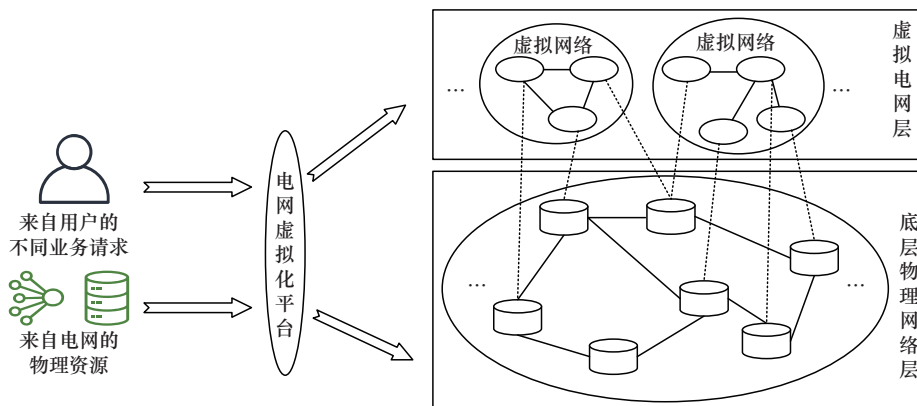 来自用户的
不同业务请求
来自电网的
物理资源
电网虚拟化平台
虚拟网络
虚拟网络
...
...
虚拟电网层
...
...
底层物理网络层